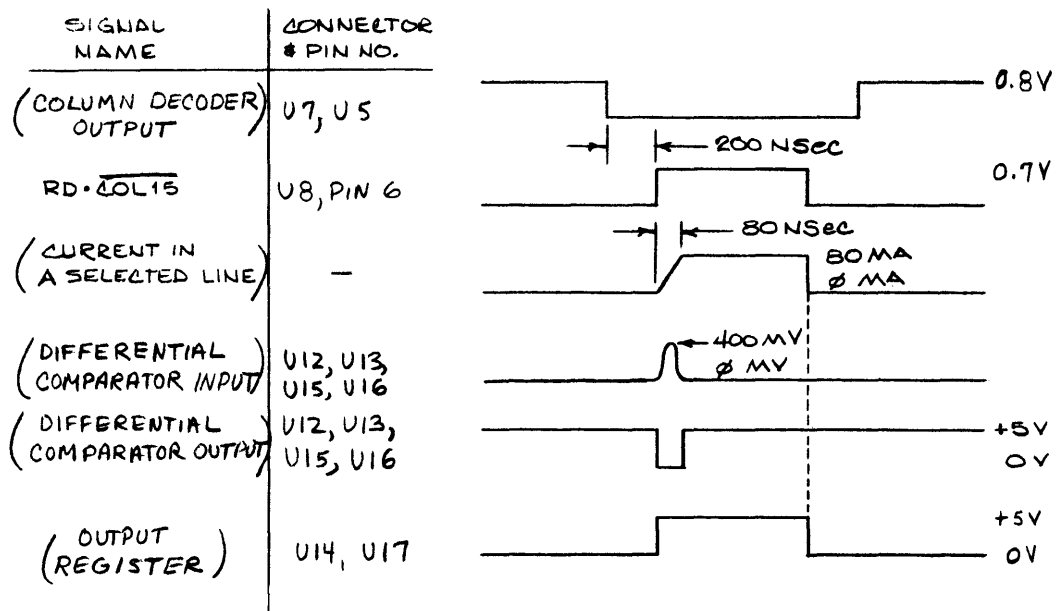 SIGNAL NAME
CONNECTOR & PIN NO.
(COLUMN DECODER OUTPUT)
U7, U5
0.8V
200 NSec
RD·COL15
U8, PIN 6
0.7V
80 NSec
(CURRENT IN A SELECTED LINE)
–
80 MA
Ø MA
(DIFFERENTIAL COMPARATOR INPUT)
U12, U13,
U15, U16
400 MV
Ø MV
(DIFFERENTIAL COMPARATOR OUTPUT)
U12, U13,
U15, U16
+5V
0V
(OUTPUT REGISTER)
U14, U17
+5V
0V